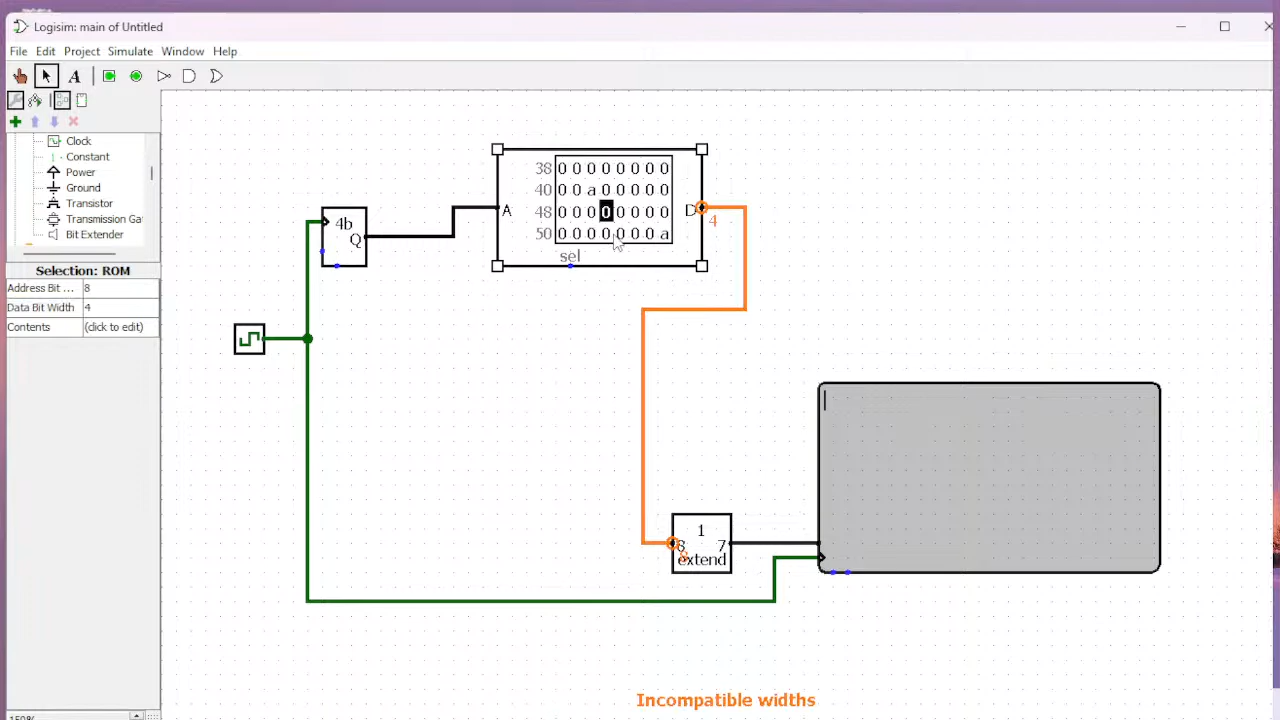 Logisim: main of Untitled
File Edit Project Simulate Window Help
A
Clock
Constant
Power
Ground
Transistor
Transmission Ga
Bit Extender
Selection: ROM
Address Bit ... 8
Data Bit Width 4
Contents (click to edit)
4b
Q
A
38 0 0 0 0 0 0 0 0
40 0 0 a 0 0 0 0 0
48 0 0 0 0 0 0 0 0
50 0 0 0 0 0 0 0 a
D
4
sel
1
8 7
extend
Incompatible widths